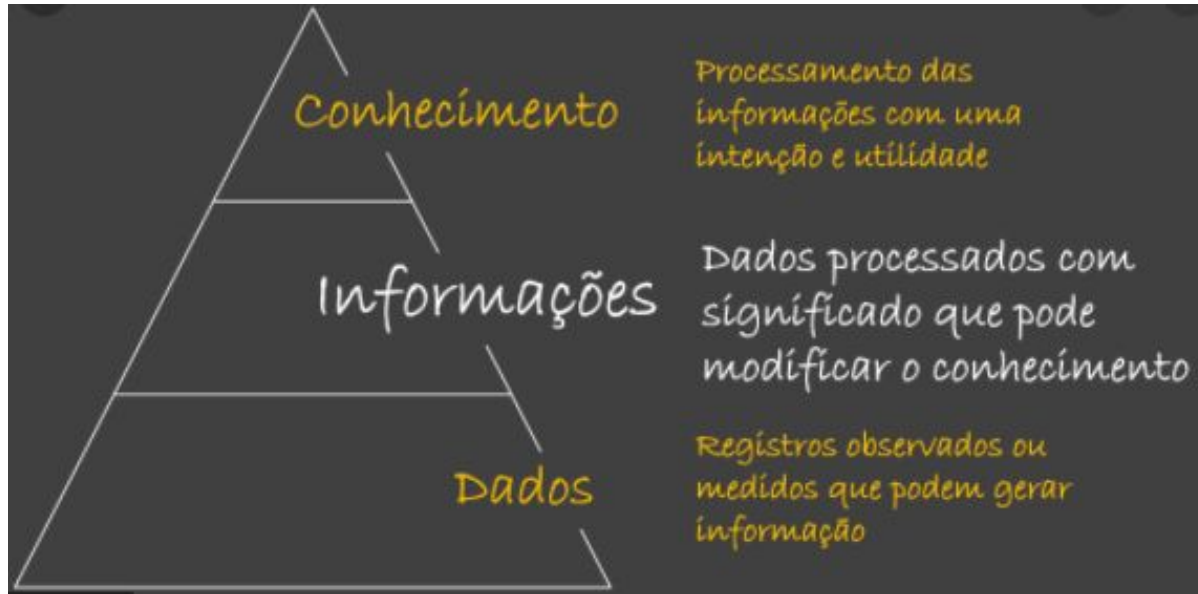 Conhecimento
Processamento das
informações com uma
intenção e utilidade
Informações
Dados processados com
significado que pode
modificar o conhecimento
Dados
Registros observados ou
medidos que podem gerar
informação